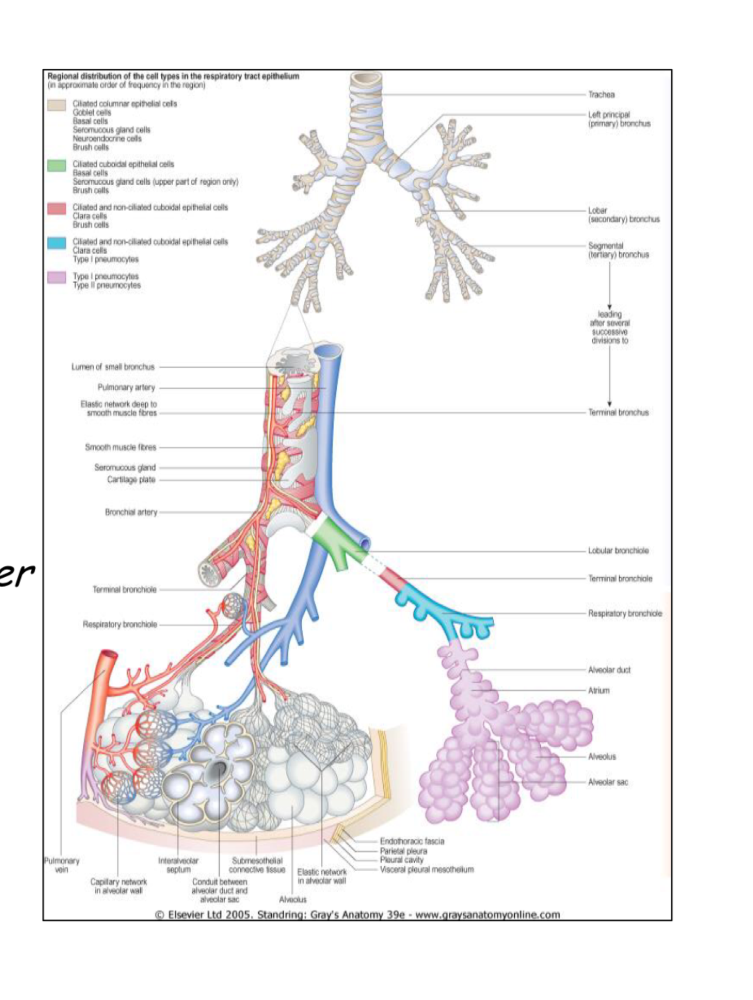 Regional distribution of the cell types in the respiratory tract epithelium
(in approximate order of frequency in the region)
Ciliated columnar epithelial cells
Goblet cells
Basal cells
Seromucous gland cells
Neuroendocrine cells
Brush cells
Ciliated cuboidal epithelial cells
Basal cells
Seromucous gland cells (upper part of region only)
Brush cells
Ciliated and non-ciliated cuboidal epithelial cells
Clara cells
Brush cells
Ciliated and non-ciliated cuboidal epithelial cells
Clara cells
Type I pneumocytes
Type I pneumocytes
Type II pneumocytes
Trachea
Left principal
(primary) bronchus
Lobar
(secondary) bronchus
Segmental
(tertiary) bronchus
leading
after several
successive
divisions to
Terminal bronchus
Lumen of small bronchus
Pulmonary artery
Elastic network deep to
smooth muscle fibres
Smooth muscle fibres
Seromucous gland
Cartilage plate
Bronchial artery
er
Terminal bronchiole
Respiratory bronchiole
Lobular bronchiole
Terminal bronchiole
Respiratory bronchiole
Alveolar duct
Atrium
Alveolus
Alveolar sac
Endothoracic fascia
Parietal pleura
Pleural cavity
Visceral pleural mesothelium
Pulmonary
vein
Capillary network
in alveolar wall
Interalveolar
septum
Conduit between
alveolar duct and
alveolar sac
Submesothelial
connective tissue
Alveolus
Elastic network
in alveolar wall
© Elsevier Ltd 2005. Standring: Gray's Anatomy 39e - www.graysanatomyonline.com